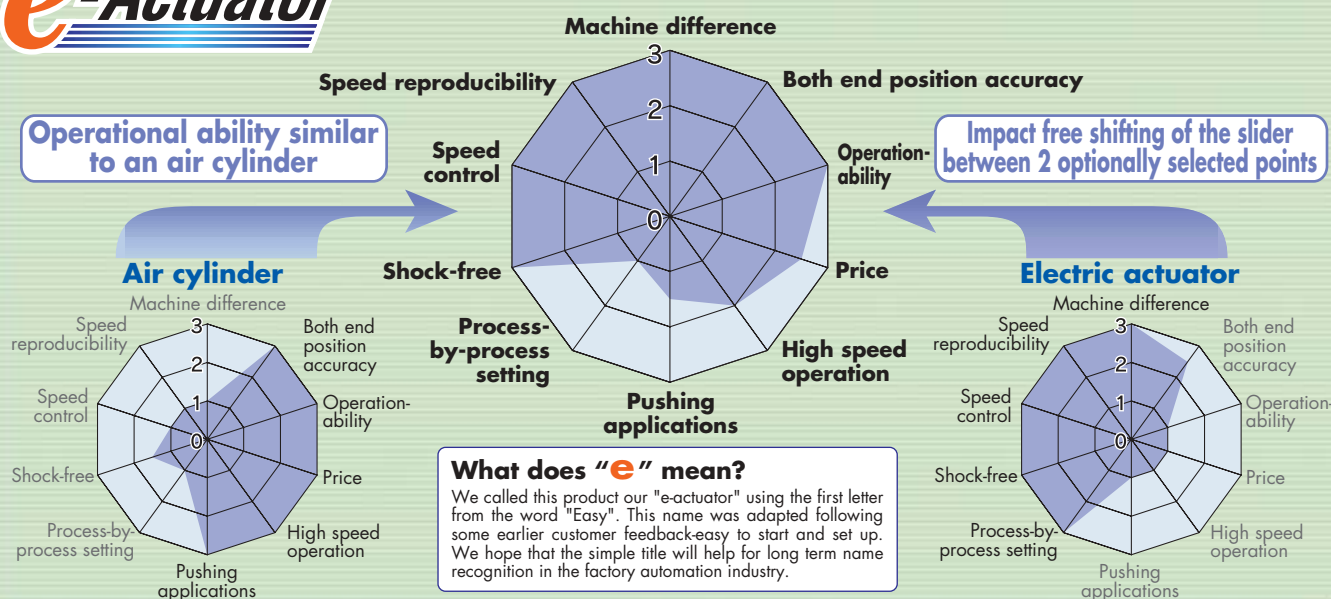 e-Actuator
Machine difference
Speed reproducibility
Both end position accuracy
Operational ability similar
to an air cylinder
Speed
control
Operation-
ability
Impact free shifting of the slider
between 2 optionally selected points
3
2
1
0
Shock-free
Price
Process-
by-process
setting
High speed
operation
Pushing
applications
Air cylinder
Machine difference
Speed
reproducibility
Both end
position
accuracy
Speed
control
Operation-
ability
3
2
1
0
Shock-free
Price
Process-by-
process setting
High speed
operation
Pushing
applications
What does "e" mean?
We called this product our "e-actuator" using the first letter
from the word "Easy". This name was adapted following
some earlier customer feedback-easy to start and set up.
We hope that the simple title will help for long term name
recognition in the factory automation industry.
Electric actuator
Machine difference
Speed
reproducibility
Both end
position
accuracy
Speed
control
Operation-
ability
3
2
1
0
Shock-free
Price
Process-by-
process setting
High speed
operation
Pushing
applications